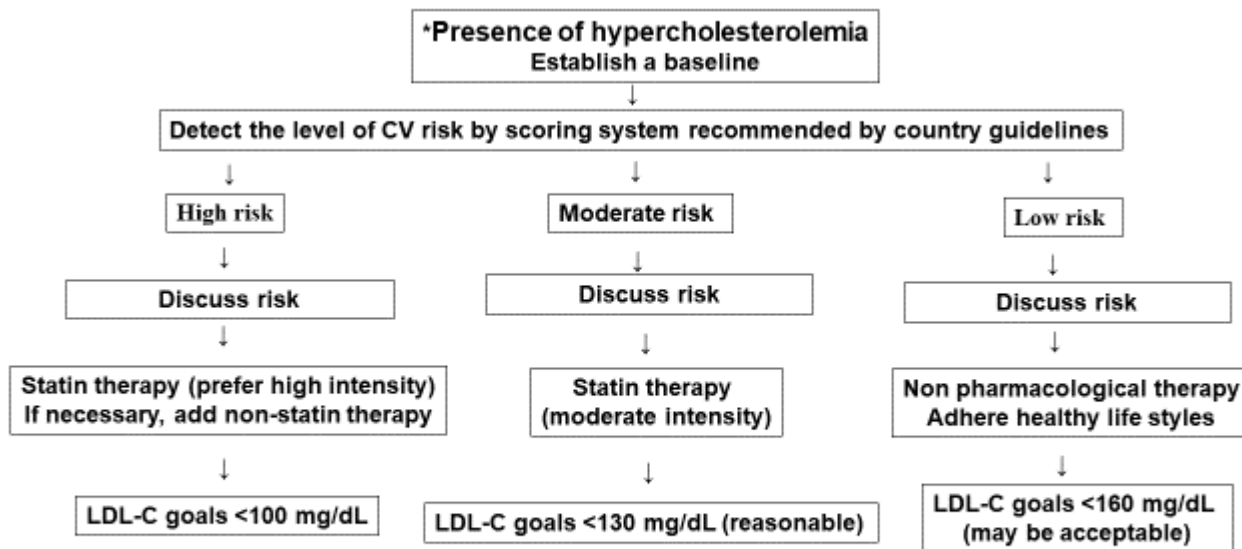 *Presence of hypercholesterolemia
Establish a baseline
↓
Detect the level of CV risk by scoring system recommended by country guidelines
↓ ↓ ↓
High risk
Moderate risk
Low risk
↓ ↓ ↓
Discuss risk
Discuss risk
Discuss risk
↓ ↓ ↓
Statin therapy (prefer high intensity)
If necessary, add non-statin therapy
Statin therapy
(moderate intensity)
Non pharmacological therapy
Adhere healthy life styles
↓ ↓ ↓
LDL-C goals <100 mg/dL
LDL-C goals <130 mg/dL (reasonable)
LDL-C goals <160 mg/dL
(may be acceptable)